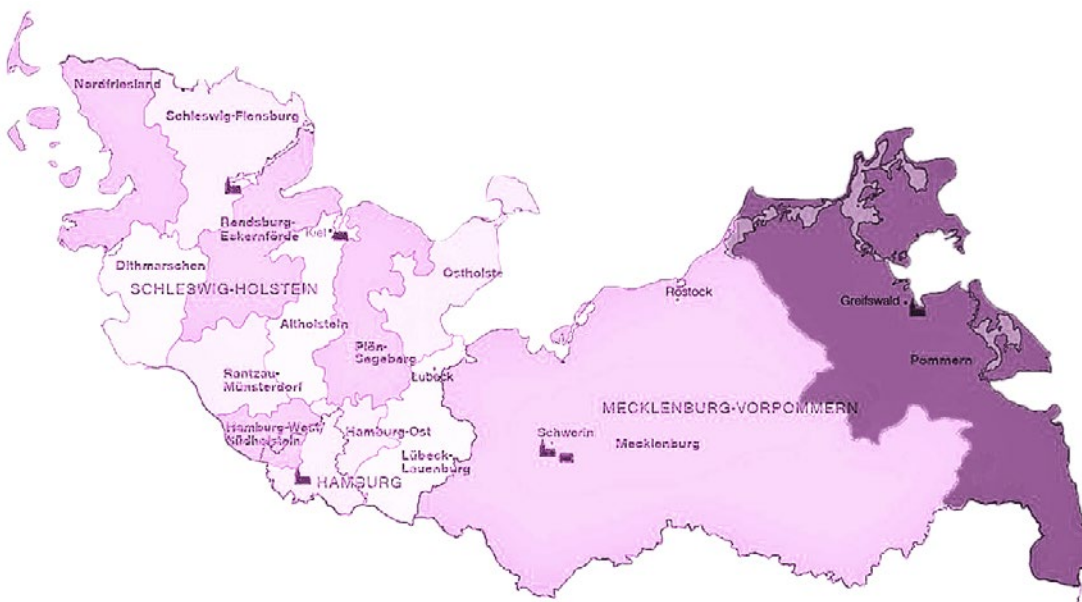 Nordfriesland
Schleswig-Flensburg
Rendsburg-
Eckernförde
Kiel
Dithmarschen
SCHLESWIG-HOLSTEIN
Ostholste
Altholstein
Plön-
Segeberg
Lübeck
Rantzau-
Münsterdorf
Hamburg-West/
Südholstein
Hamburg-Ost
Lübeck-
Lauenburg
HAMBURG
Rostock
Greifswald
Pommern
MECKLENBURG-VORPOMMERN
Schwerin
Mecklenburg